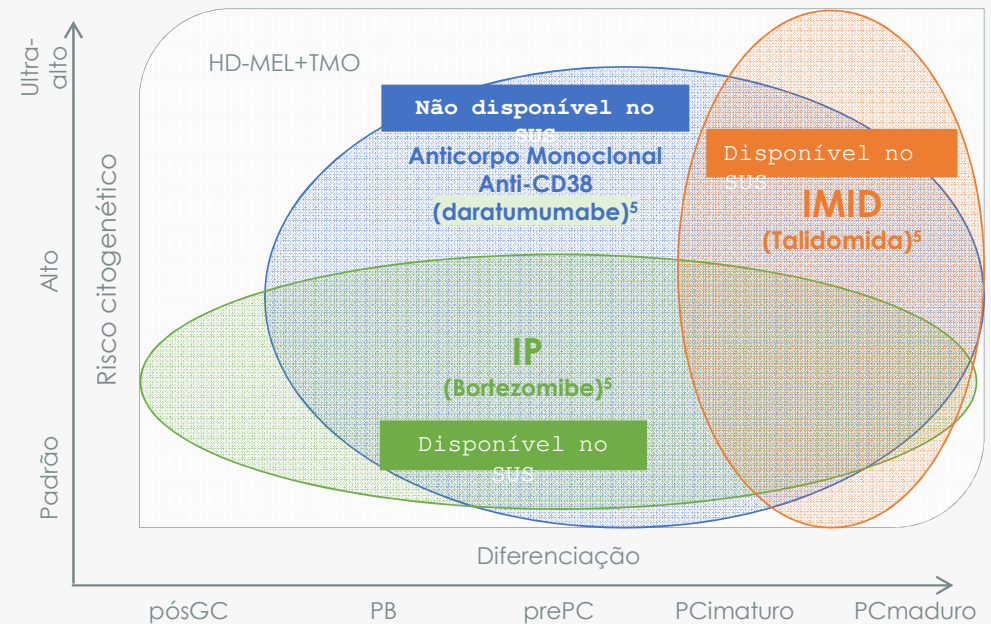 Ultra-
alto
HD-MEL+TMO
Não disponível no
SUS
Anticorpo Monoclonal
Anti-CD38
(daratumumabe)⁵
Disponível no
SUS
IMID
(Talidomida)⁵
Risco citogenético
Alto
IP
(Bortezomibe)⁵
Disponível no
SUS
Padrão
Diferenciação
pósGC
PB
prePC
PCimaturo
PCmaduro